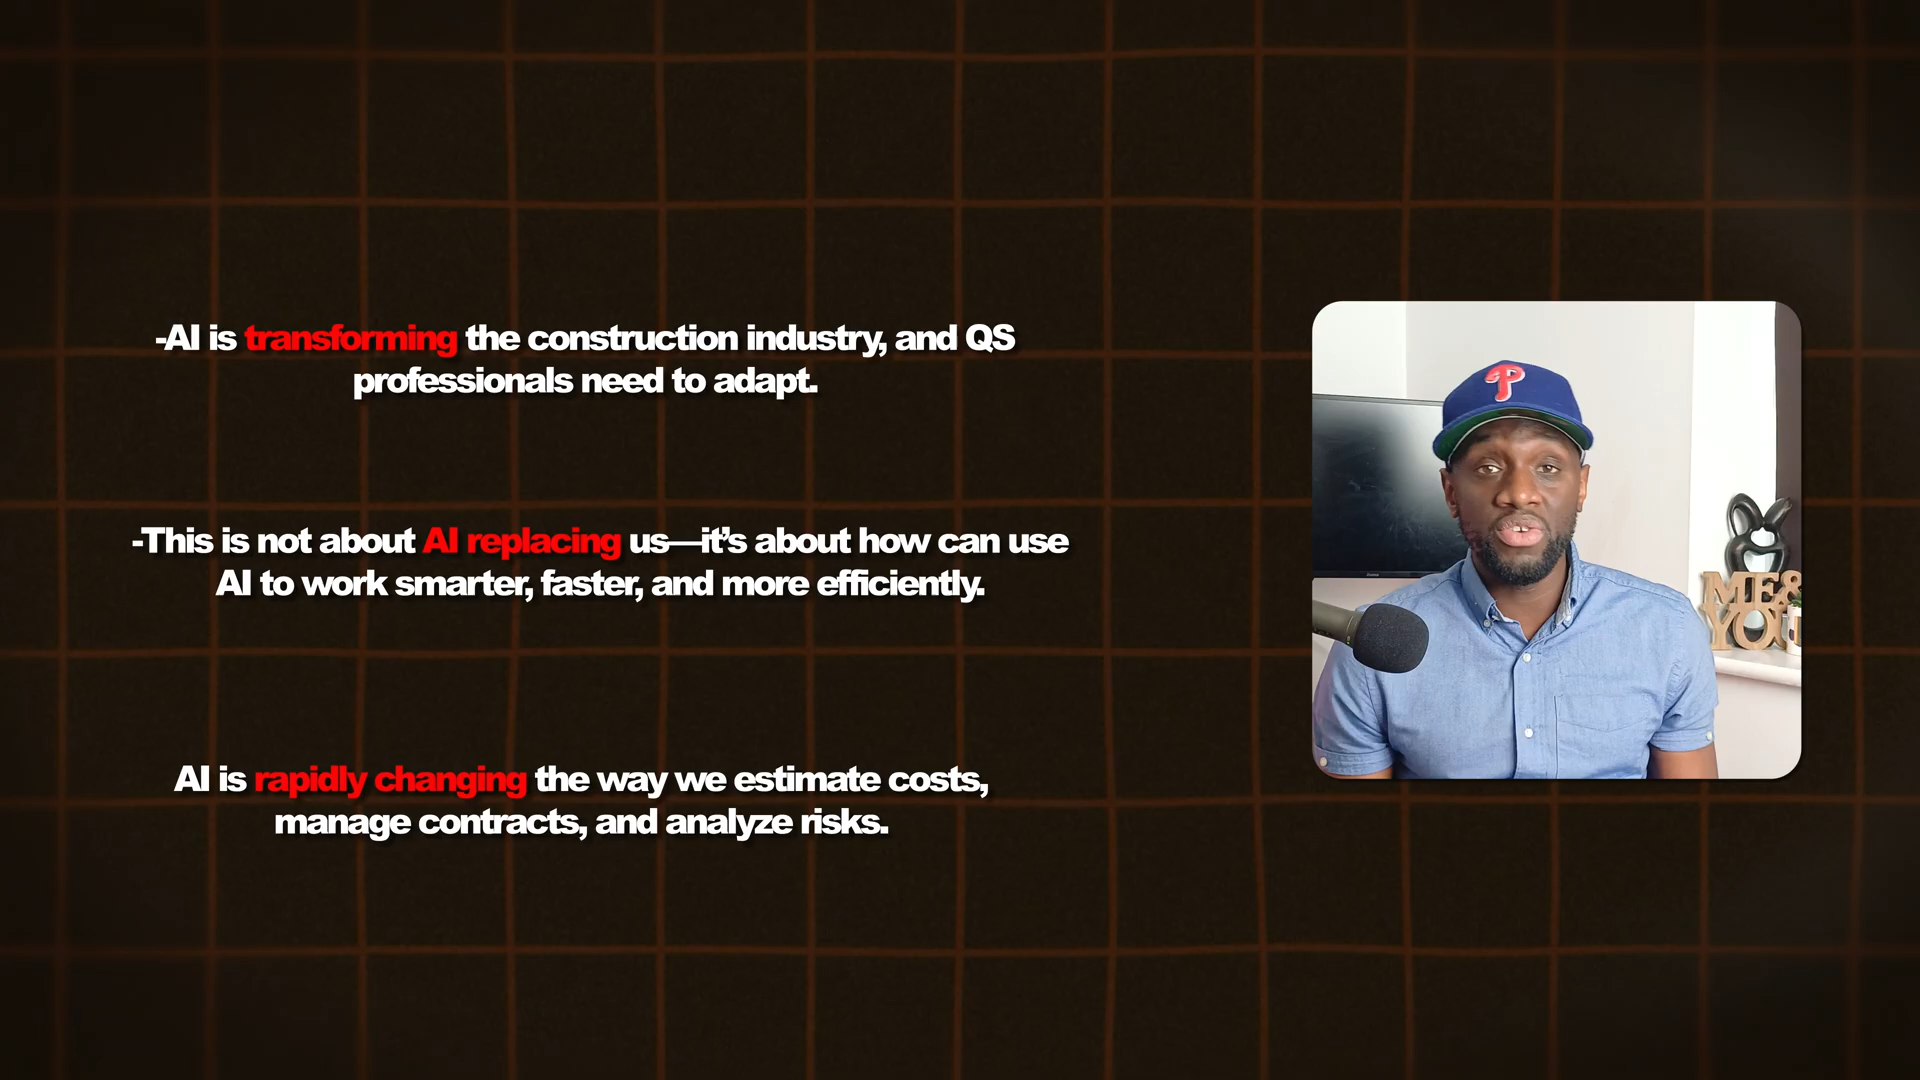 -AI is transforming the construction industry, and QS
professionals need to adapt.
-This is not about AI replacing us—it's about how can use
AI to work smarter, faster, and more efficiently.
AI is rapidly changing the way we estimate costs,
manage contracts, and analyze risks.
P
ME&
YOU